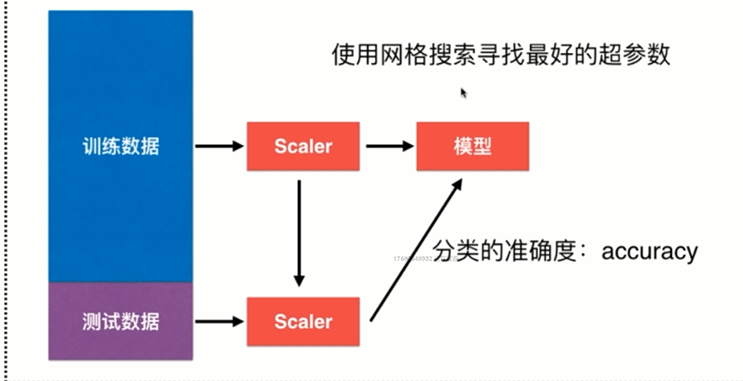 使用网格搜索寻找最好的超参数
训练数据
Scaler
模型
分类的准确度：accuracy
测试数据
Scaler